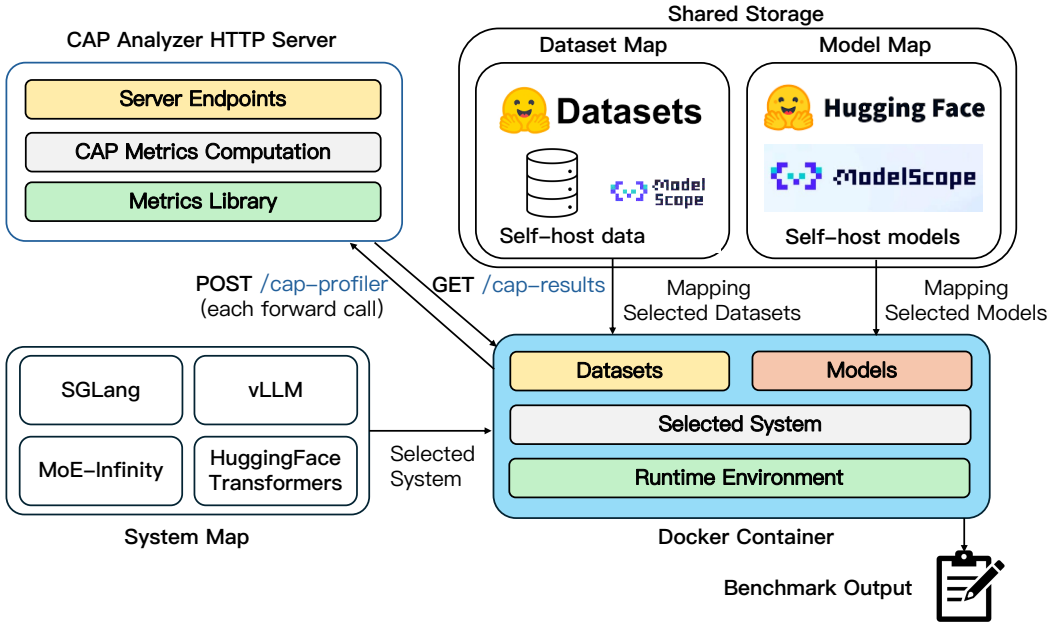 Shared Storage
CAP Analyzer HTTP Server
Dataset Map
Model Map
Server Endpoints
CAP Metrics Computation
Metrics Library
Datasets
Model
Scope
Self-host data
Hugging Face
ModelScope
Self-host models
POST /cap-profiler
(each forward call)
GET /cap-results
Mapping
Selected Datasets
Mapping
Selected Models
SGLang
vLLM
MoE-Infinity
HuggingFace
Transformers
System Map
Selected
System
Datasets
Models
Selected System
Runtime Environment
Docker Container
Benchmark Output